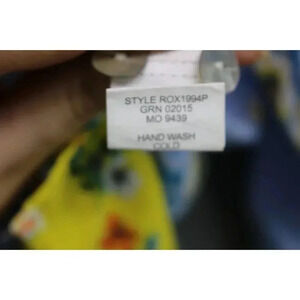 STYLE ROX1994P
GRN 02015
MO 9439
HAND WASH
COLD